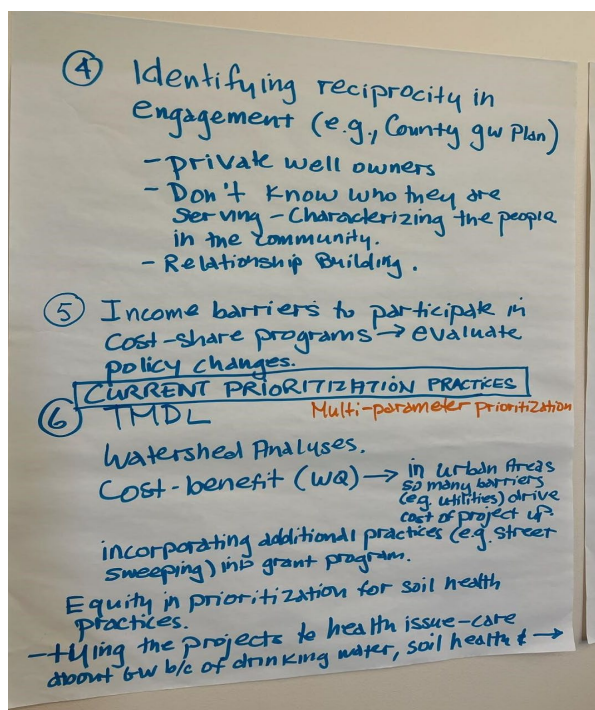 ④ Identifying reciprocity in
engagement (e.g., County gw Plan)
- private well owners
- Don't know who they are
serving - Characterizing the people
in the community.
- Relationship Building.
⑤ Income barriers to participate in
cost-share programs → evaluate
policy changes.
CURRENT PRIORITIZATION PRACTICES
⑥ TMDL
Multi-parameter prioritization
Watershed Analyses.
Cost-benefit (WQ) → in urban Areas
so many barriers
(e.g. utilities) drive
cost of project up.
incorporating additional practices (e.g. street
sweeping) into grant program.
Equity in prioritization for soil health
practices.
- tying the projects to health issue-care
about GW b/c of drinking water, soil health & →